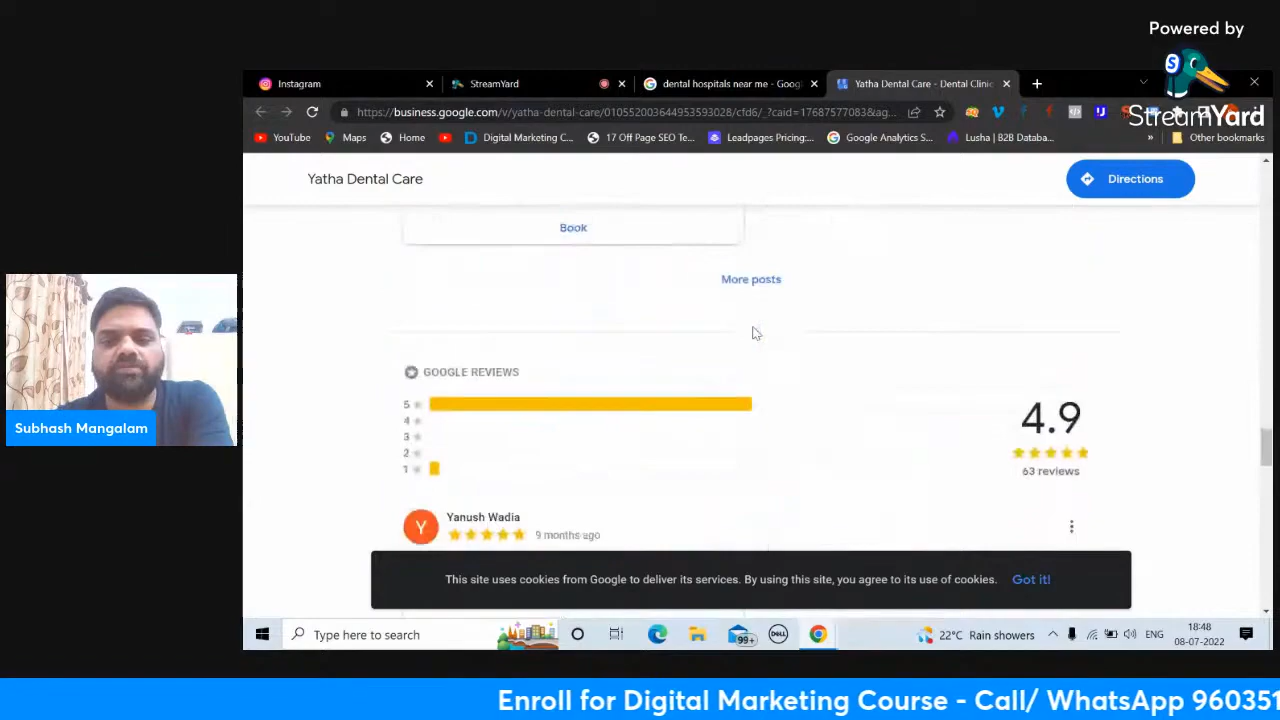 Powered by
StreamYard
Instagram
StreamYard
dental hospitals near me - Googl
Yatha Dental Care - Dental Clinic
https://business.google.com/v/yatha-dental-care/01055200364495359302​8/cfd6/_?caid=17687577083&ag...
YouTube
Maps
Home
Digital Marketing C...
17 Off Page SEO Te...
Leadpages Pricing:...
Google Analytics S...
Lusha | B2B Databa...
»
Other bookmarks
Yatha Dental Care
Directions
Book
More posts
GOOGLE REVIEWS
5
4
3
2
1
4.9
63 reviews
Y
Yanush Wadia
9 months ago
This site uses cookies from Google to deliver its services. By using this site, you agree to its use of cookies.
Got it!
Subhash Mangalam
Type here to search
99+
DELL
22°C Rain showers
ENG
18:48
08-07-2022
Enroll for Digital Marketing Course - Call/ WhatsApp 960351